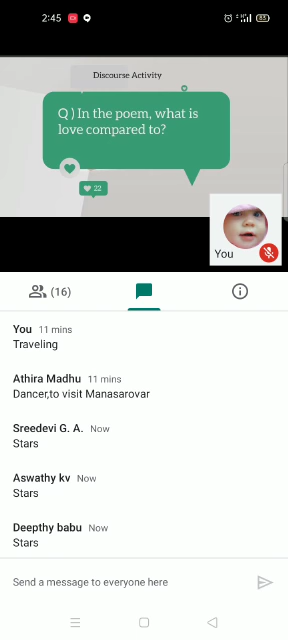 2:45
83
Discourse Activity
Q ) In the poem, what is
love compared to?
22
You
(16)
You 11 mins
Traveling
Athira Madhu 11 mins
Dancer,to visit Manasarovar
Sreedevi G. A. Now
Stars
Aswathy kv Now
Stars
Deepthy babu Now
Stars
Send a message to everyone here